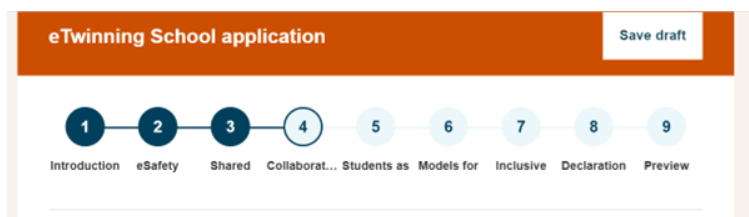 eTwinning School application
Save draft
1 2 3 4 5 6 7 8 9
Introduction eSafety Shared Collaborat... Students as Models for Inclusive Declaration Preview